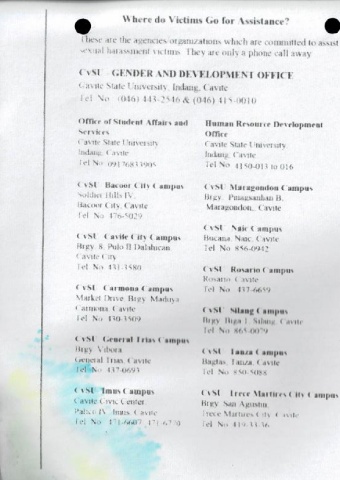 Where do Victims Go for Assistance?
These are the agencies/organizations which are committed to assist
sexual harassment victims. They are only a phone call away
CvSU - GENDER AND DEVELOPMENT OFFICE
Cavite State University, Indang, Cavite
Tel No (046) 443-2546 & (046) 415-0010
Office of Student Affairs and
Services
Cavite State University
Indang, Cavite
Tel No 09176833905
Human Resource Development
Office
Cavite State University
Indang, Cavite
Tel No 4150-013 to 016
CvSU Bacoor City Campus
Soldier Hills IV,
Bacoor City, Cavite
Tel No 476-5029
CvSU Maragondon Campus
Brgy. Pinagsanhan B,
Maragondon, Cavite
CvSU Cavite City Campus
Brgy. 8 Pulo II Dalahican
Cavite City
Tel No 431-3580
CvSU Naic Campus
Bucana Naic, Cavite
Tel No 856-0942
CvSU Rosario Campus
Rosario, Cavite
Tel No 437-6659
CvSU Carmona Campus
Market Drive, Brgy Maduya
Carmona, Cavite
Tel No 430-3509
CvSU Silang Campus
Brgy Biga I, Silang, Cavite
Tel No 865-0079
CvSU General Trias Campus
Brgy. Vibora
General Trias, Cavite
Tel No 437-0693
CvSU Tanza Campus
Bagtas, Tanza, Cavite
Tel No
CvSU Imus Campus
Cavite Civic Center
Palico IV, Imus, Cavite
Tel No 471-6607
CvSU Trece Martires City Campus
Brgy. San Agustin,
Trece Martires City, Cavite
Tel No